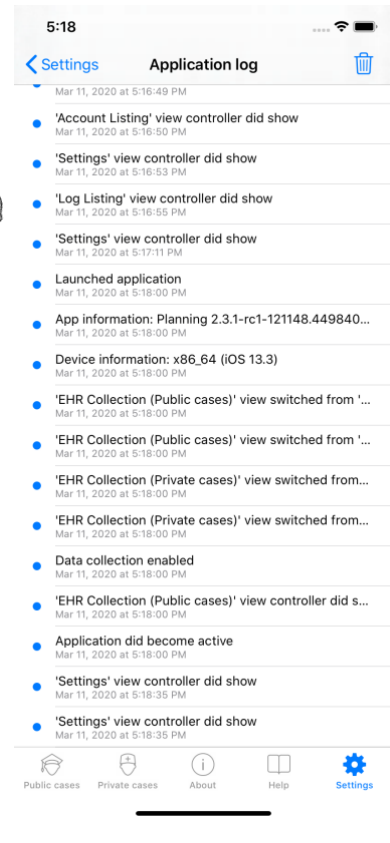 5:18
Settings
Application log
Mar 11, 2020 at 5:16:49 PM
'Account Listing' view controller did show
Mar 11, 2020 at 5:16:50 PM
'Settings' view controller did show
Mar 11, 2020 at 5:16:53 PM
'Log Listing' view controller did show
Mar 11, 2020 at 5:16:55 PM
'Settings' view controller did show
Mar 11, 2020 at 5:17:11 PM
Launched application
Mar 11, 2020 at 5:18:00 PM
App information: Planning 2.3.1-rc1-121148.449840...
Mar 11, 2020 at 5:18:00 PM
Device information: x86_64 (iOS 13.3)
Mar 11, 2020 at 5:18:00 PM
'EHR Collection (Public cases)' view switched from '...
Mar 11, 2020 at 5:18:00 PM
'EHR Collection (Public cases)' view switched from '...
Mar 11, 2020 at 5:18:00 PM
'EHR Collection (Private cases)' view switched from...
Mar 11, 2020 at 5:18:00 PM
'EHR Collection (Private cases)' view switched from...
Mar 11, 2020 at 5:18:00 PM
Data collection enabled
Mar 11, 2020 at 5:18:00 PM
'EHR Collection (Public cases)' view controller did s...
Mar 11, 2020 at 5:18:00 PM
Application did become active
Mar 11, 2020 at 5:18:00 PM
'Settings' view controller did show
Mar 11, 2020 at 5:18:35 PM
'Settings' view controller did show
Mar 11, 2020 at 5:18:35 PM
Public cases
Private cases
About
Help
Settings